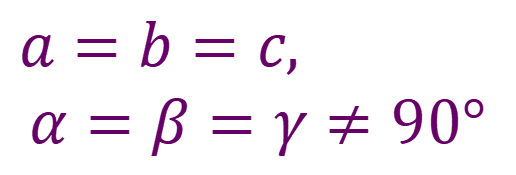 a = b = c,
α = β = γ ≠ 90°